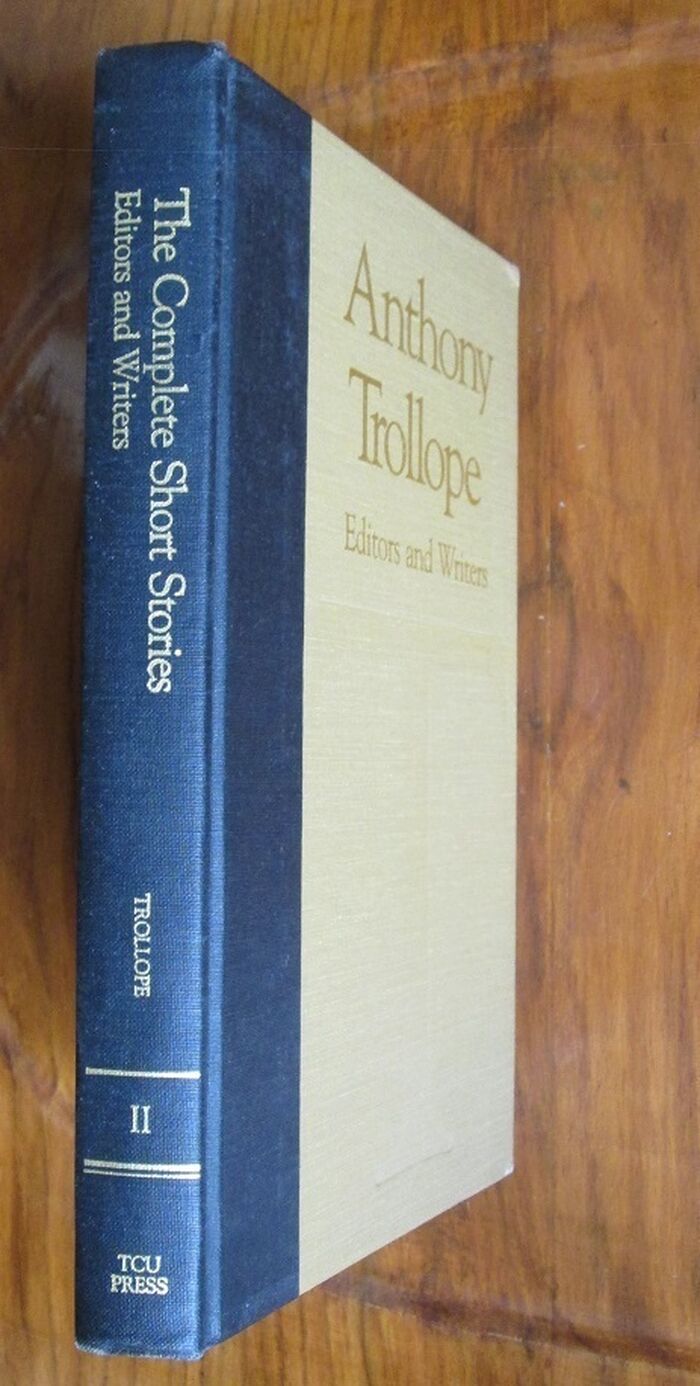 The Complete Short Stories
Editors and Writers
TROLLOPE
II
TCU
PRESS
Anthony
Trollope
Editors and Writers